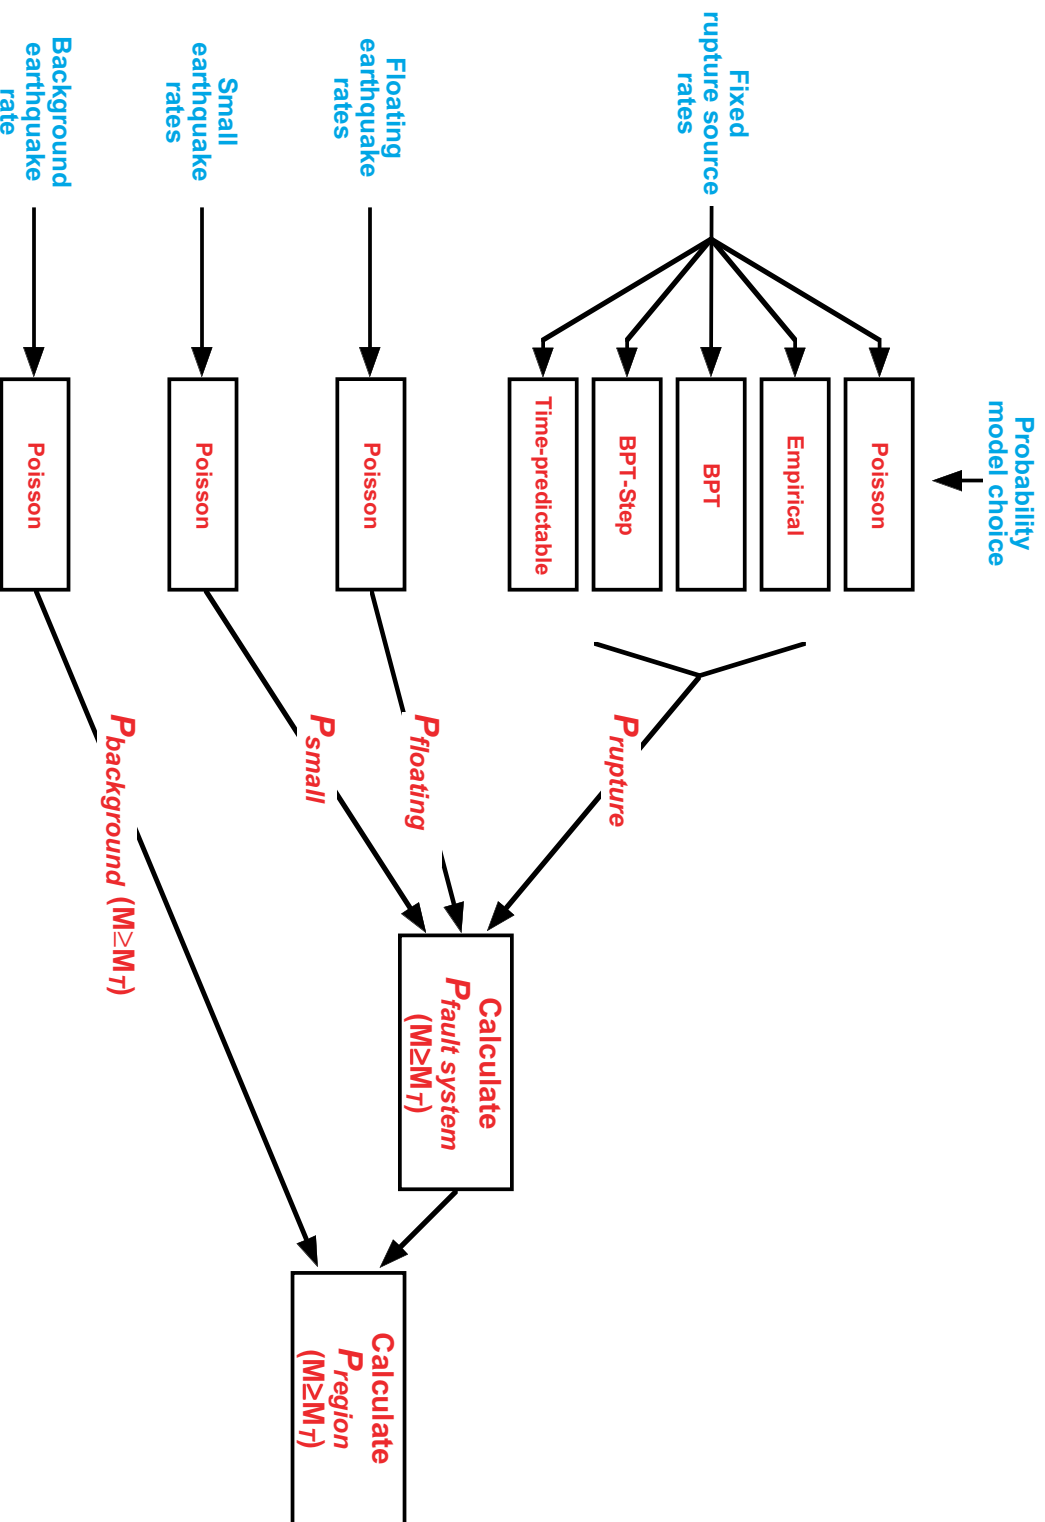 Probability
model choice
Fixed
rupture source
rates
Poisson
Empirical
BPT
BPT-Step
Time-predictable
Prupture
Floating
earthquake
rates
Poisson
Pfloating
Small
earthquake
rates
Poisson
Psmall
Calculate
Pfault system
(M≥MT)
Background
earthquake
rate
Poisson
Pbackground (M≥MT)
Calculate
Pregion
(M≥MT)